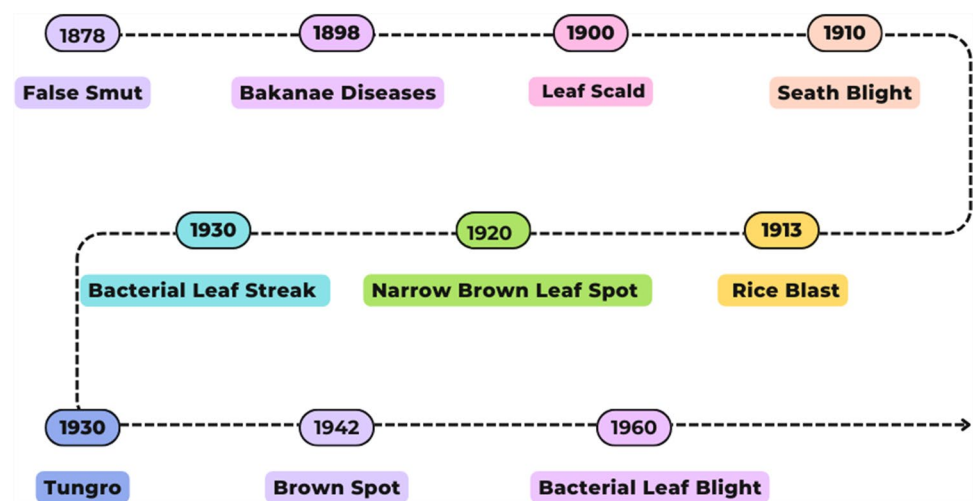 1878 1898 1900 1910
False Smut Bakanae Diseases Leaf Scald Seath Blight
1930 1920 1913
Bacterial Leaf Streak Narrow Brown Leaf Spot Rice Blast
1930 1942 1960
Tungro Brown Spot Bacterial Leaf Blight